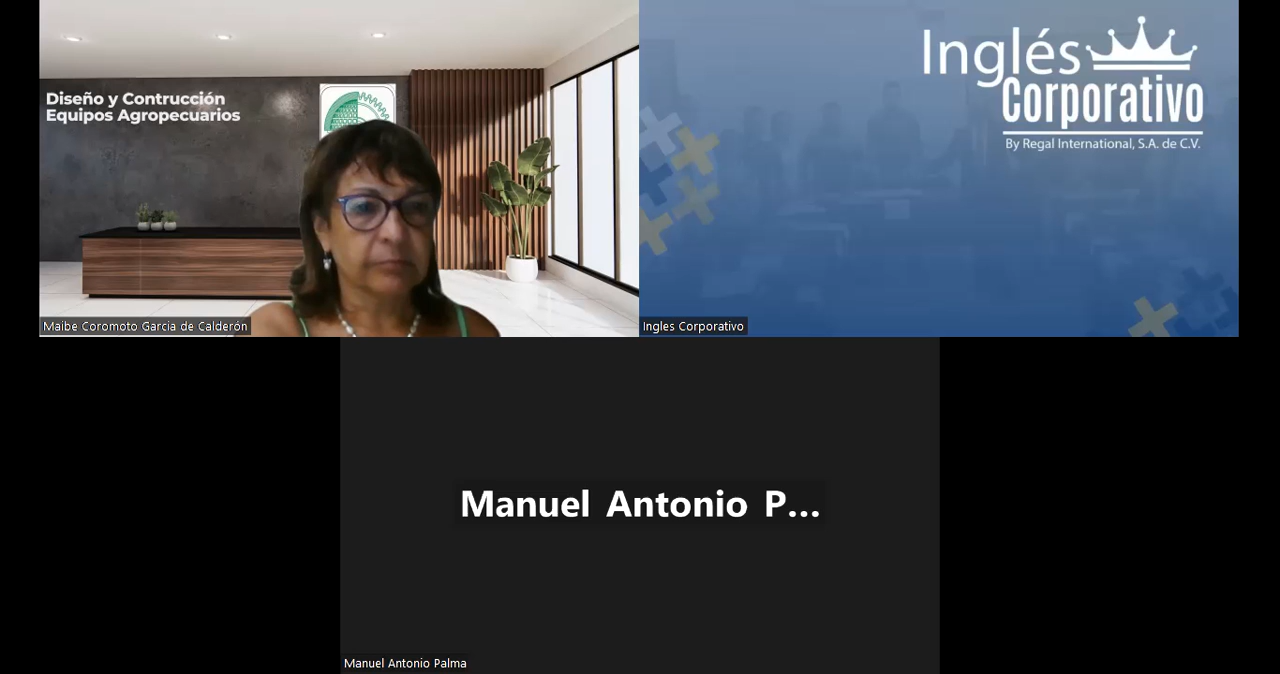 Diseño y Contrucción
Equipos Agropecuarios
Maibe Coromoto Garcia de Calderón
Inglés
Corporativo
By Regal International, S.A. de C.V.
Ingles Corporativo
Manuel Antonio P...
Manuel Antonio Palma